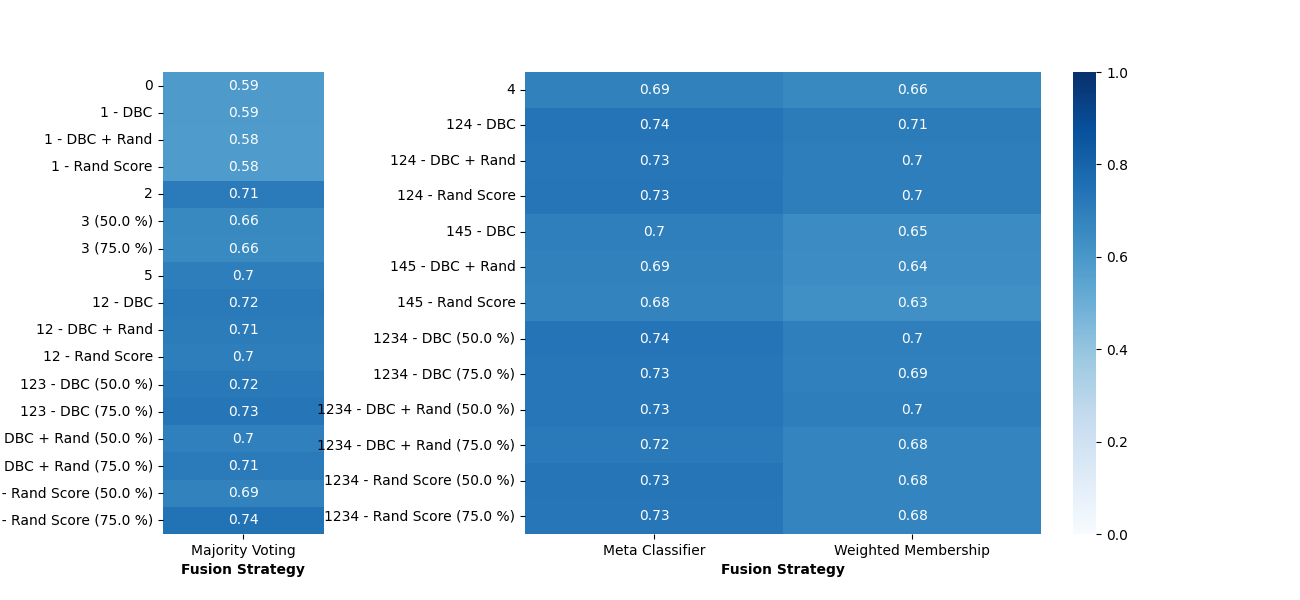 0 0.59
1 - DBC 0.59
1 - DBC + Rand 0.58
1 - Rand Score 0.58
2 0.71
3 (50.0 %) 0.66
3 (75.0 %) 0.66
5 0.7
12 - DBC 0.72
12 - DBC + Rand 0.71
12 - Rand Score 0.7
123 - DBC (50.0 %) 0.72
123 - DBC (75.0 %) 0.73
DBC + Rand (50.0 %) 0.7
DBC + Rand (75.0 %) 0.71
- Rand Score (50.0 %) 0.69
- Rand Score (75.0 %) 0.74
Majority Voting
Fusion Strategy
4 0.69 0.66
124 - DBC 0.74 0.71
124 - DBC + Rand 0.73 0.7
124 - Rand Score 0.73 0.7
145 - DBC 0.7 0.65
145 - DBC + Rand 0.69 0.64
145 - Rand Score 0.68 0.63
1234 - DBC (50.0 %) 0.74 0.7
1234 - DBC (75.0 %) 0.73 0.69
1234 - DBC + Rand (50.0 %) 0.73 0.7
1234 - DBC + Rand (75.0 %) 0.72 0.68
1234 - Rand Score (50.0 %) 0.73 0.68
1234 - Rand Score (75.0 %) 0.73 0.68
Meta Classifier Weighted Membership
Fusion Strategy
1.0
0.8
0.6
0.4
0.2
0.0